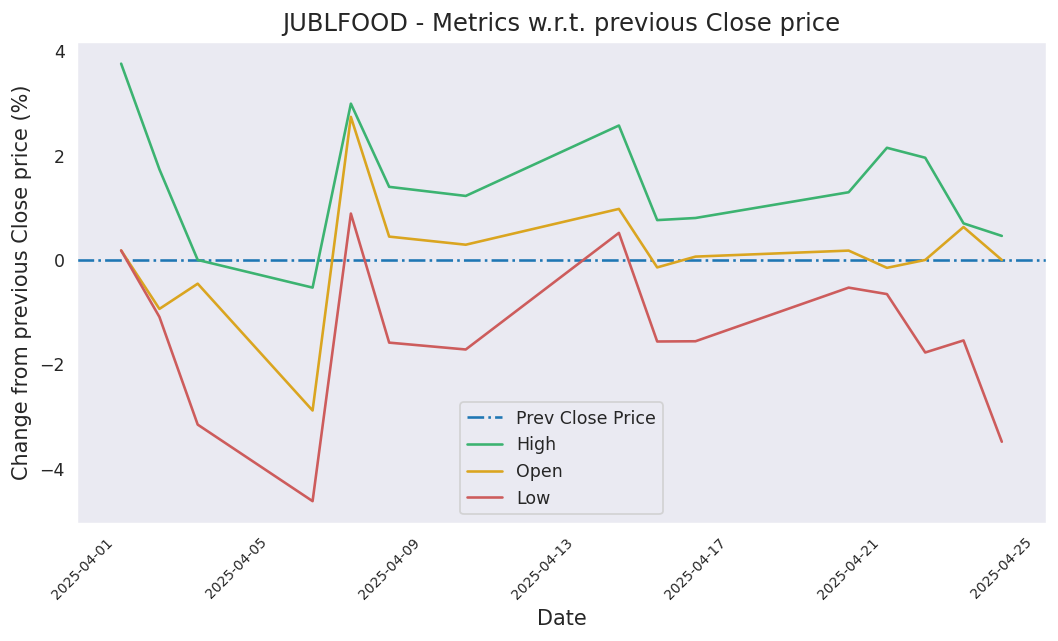 JUBLFOOD - Metrics w.r.t. previous Close price
Change from previous Close price (%)
4
2
0
−2
−4
Prev Close Price
High
Open
Low
2025-04-01
2025-04-05
2025-04-09
2025-04-13
2025-04-17
2025-04-21
2025-04-25
Date